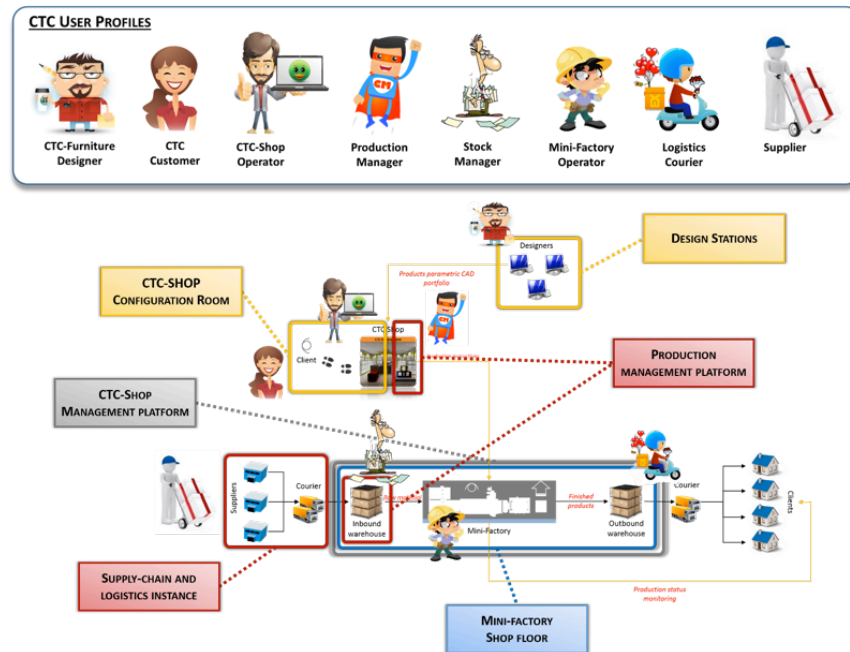 CTC USER PROFILES
CTC-Furniture
Designer
CTC
Customer
CTC-Shop
Operator
CM
Production
Manager
Stock
Manager
Mini-Factory
Operator
Logistics
Courier
Supplier
Designers
DESIGN STATIONS
Products parametric CAD
portfolio
CTC-SHOP
CONFIGURATION ROOM
CTC Shop
Client
PRODUCTION
MANAGEMENT PLATFORM
CTC-SHOP
MANAGEMENT PLATFORM
Suppliers
Courier
Inbound
warehouse
Mini-Factory
Finished
products
Outbound
warehouse
Courier
Clients
SUPPLY-CHAIN AND
LOGISTICS INSTANCE
Production status
monitoring
MINI-FACTORY
SHOP FLOOR